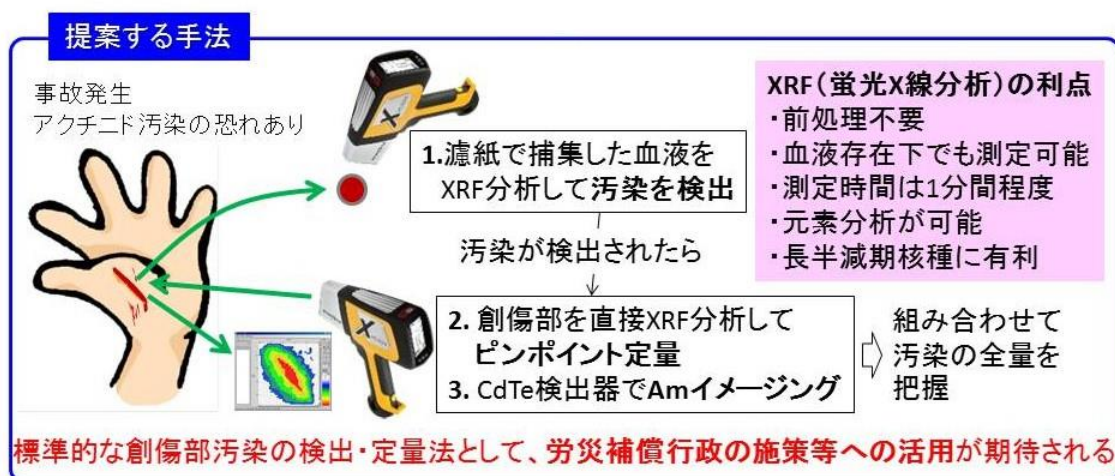 提案する手法
事故発生
アクチニド汚染の恐れあり
1.濾紙で捕集した血液を
XRF分析して汚染を検出
汚染が検出されたら
2. 創傷部を直接XRF分析して
ピンポイント定量
3. CdTe検出器でAmイメージング
組み合わせて
汚染の全量を
把握
XRF(蛍光X線分析)の利点
・前処理不要
・血液存在下でも測定可能
・測定時間は1分間程度
・元素分析が可能
・長半減期核種に有利
標準的な創傷部汚染の検出・定量法として、労災補償行政の施策等への活用が期待される